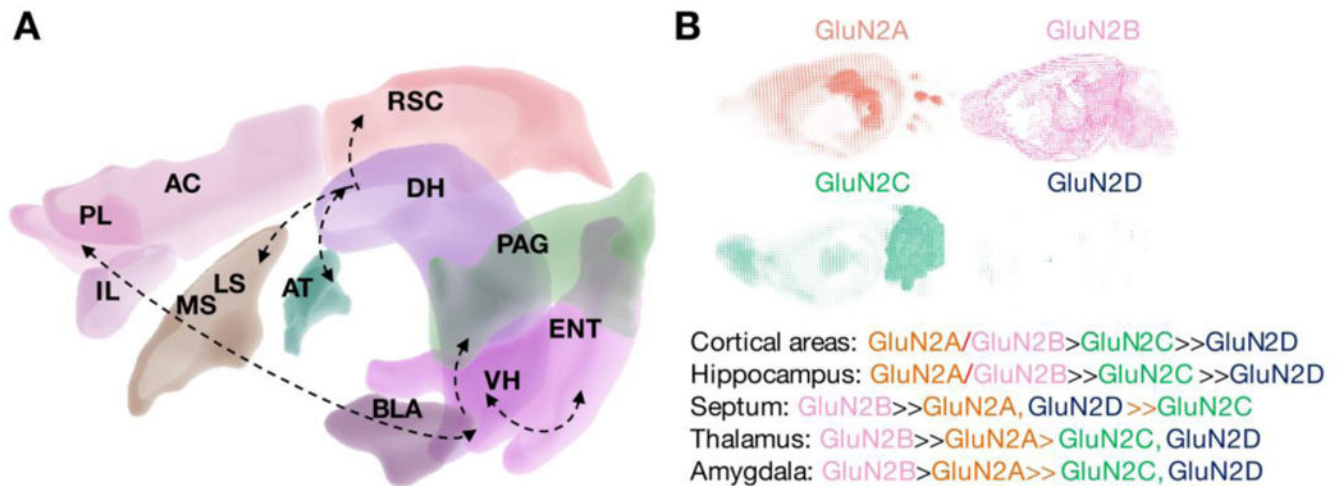 A
RSC
AC
DH
PL
PAG
LS
AT
IL
MS
ENT
VH
BLA
B
GluN2A GluN2B
GluN2C GluN2D
Cortical areas: GluN2A/GluN2B>GluN2C>>GluN2D
Hippocampus: GluN2A/GluN2B>>GluN2C >>GluN2D
Septum: GluN2B>>GluN2A, GluN2D >>GluN2C
Thalamus: GluN2B>>GluN2A> GluN2C, GluN2D
Amygdala: GluN2B>GluN2A>> GluN2C, GluN2D